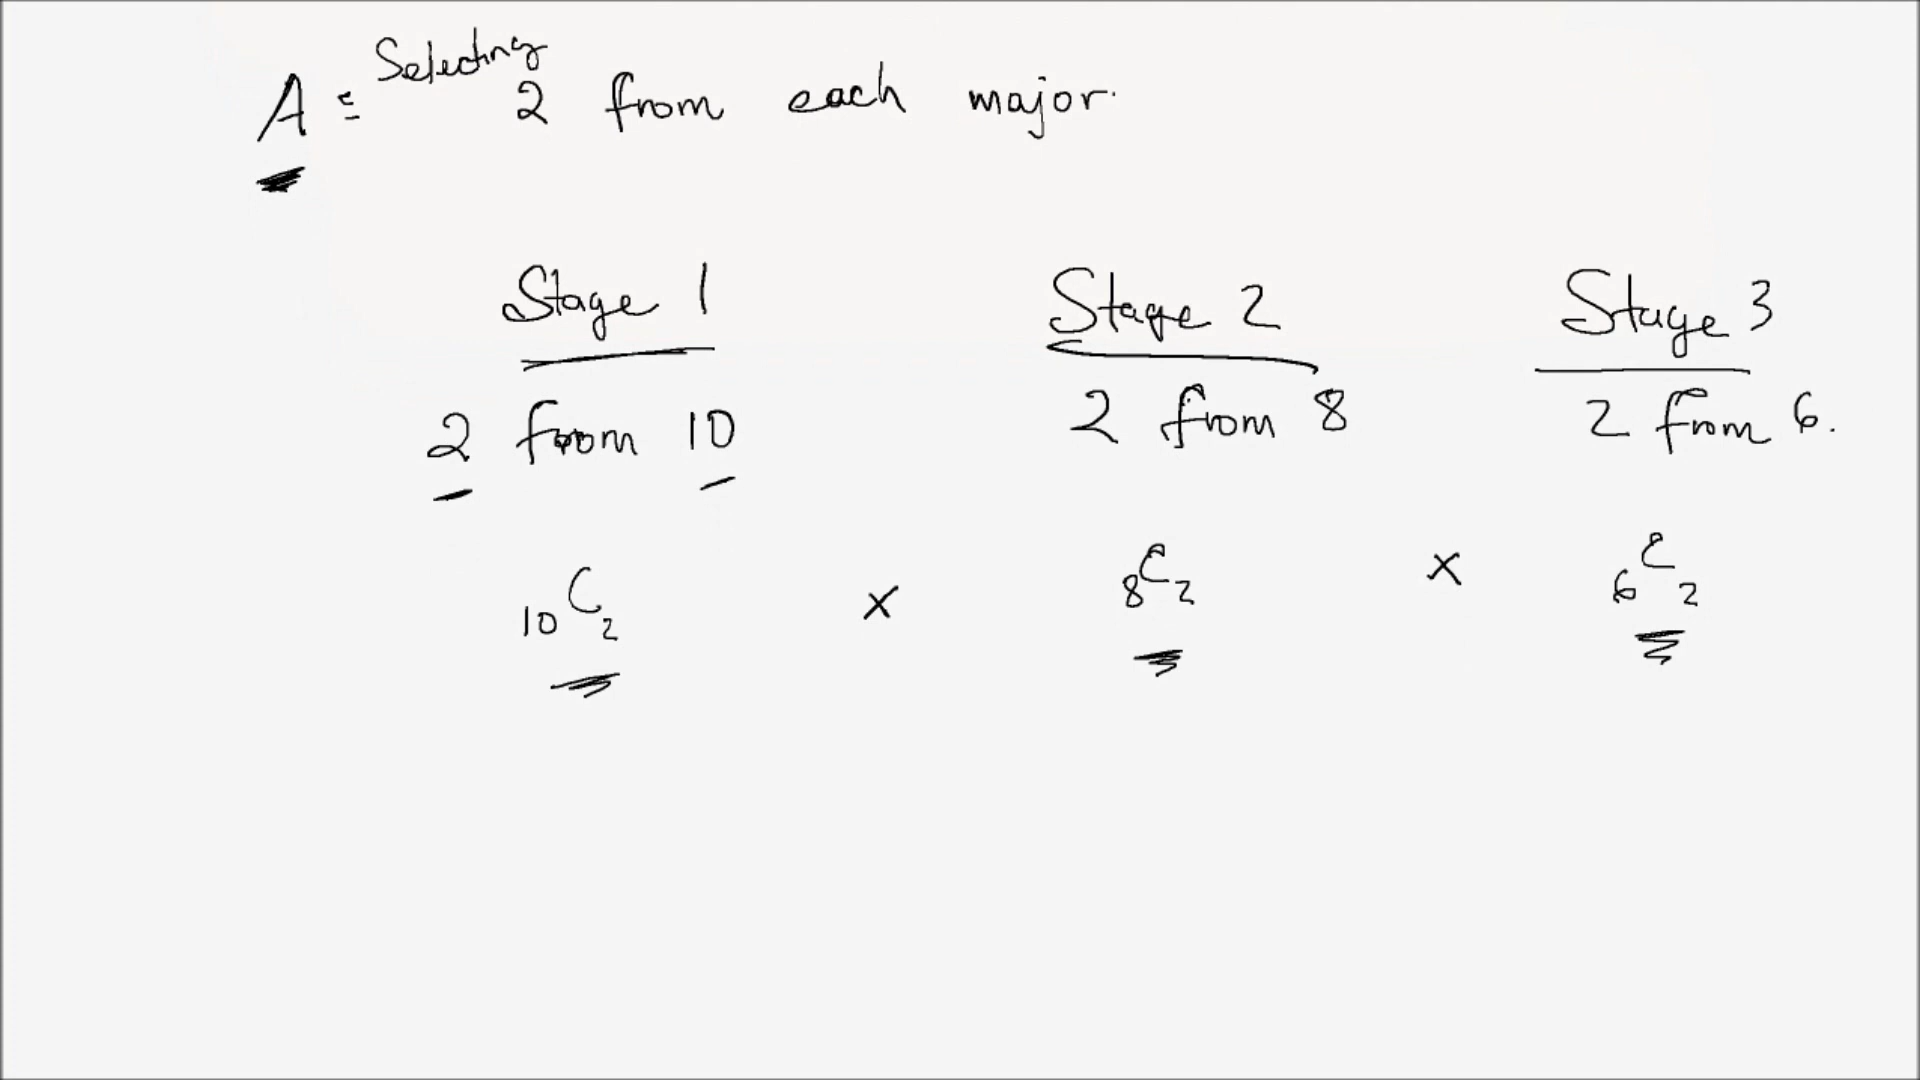 A = Selecting 2 from each major.
Stage 1 Stage 2 Stage 3
2 from 10 2 from 8 2 from 6.
10C2 x 8C2 x 6C2